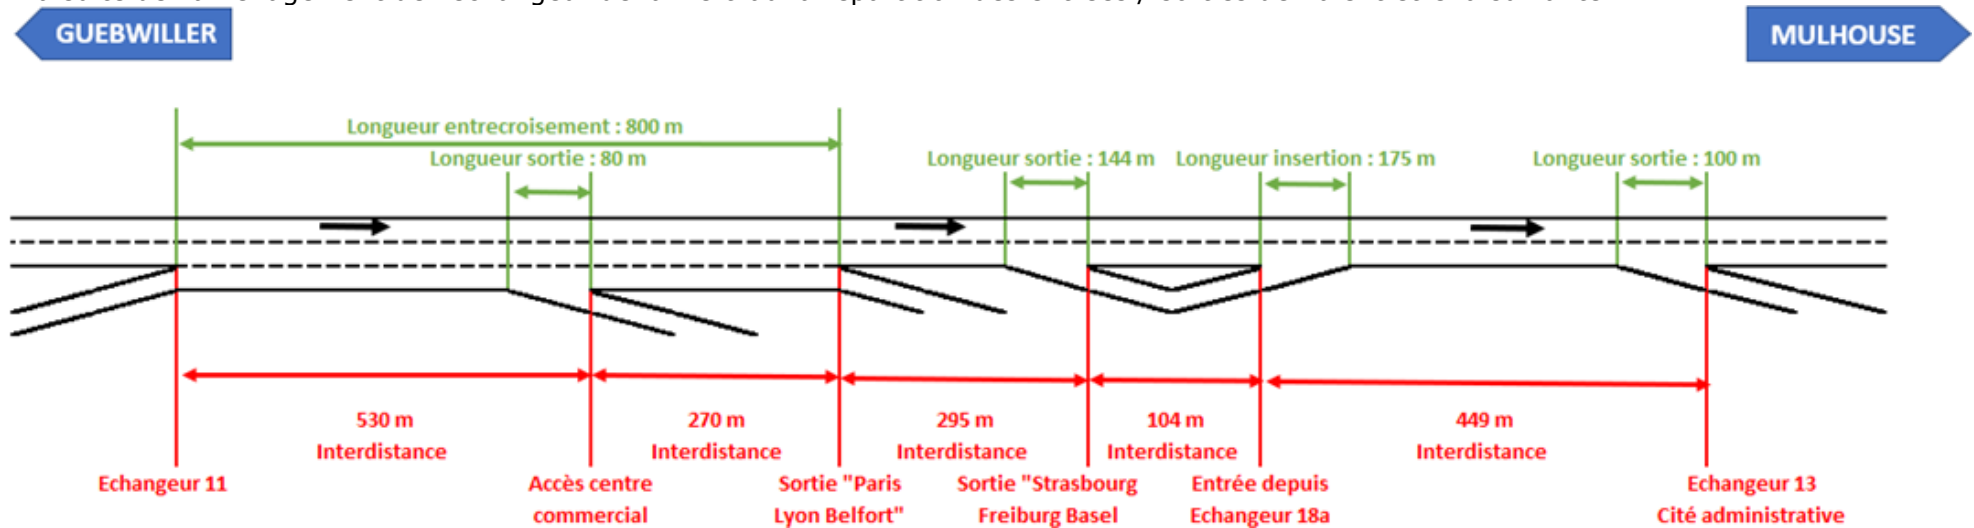 GUEBWILLER
MULHOUSE
Longueur entrecroisement : 800 m
Longueur sortie : 80 m
Longueur sortie : 144 m
Longueur insertion : 175 m
Longueur sortie : 100 m
530 m
Interdistance
270 m
Interdistance
295 m
Interdistance
104 m
Interdistance
449 m
Interdistance
Echangeur 11
Accès centre
commercial
Sortie "Paris
Lyon Belfort"
Sortie "Strasbourg
Freiburg Basel
Entrée depuis
Echangeur 18a
Echangeur 13
Cité administrative